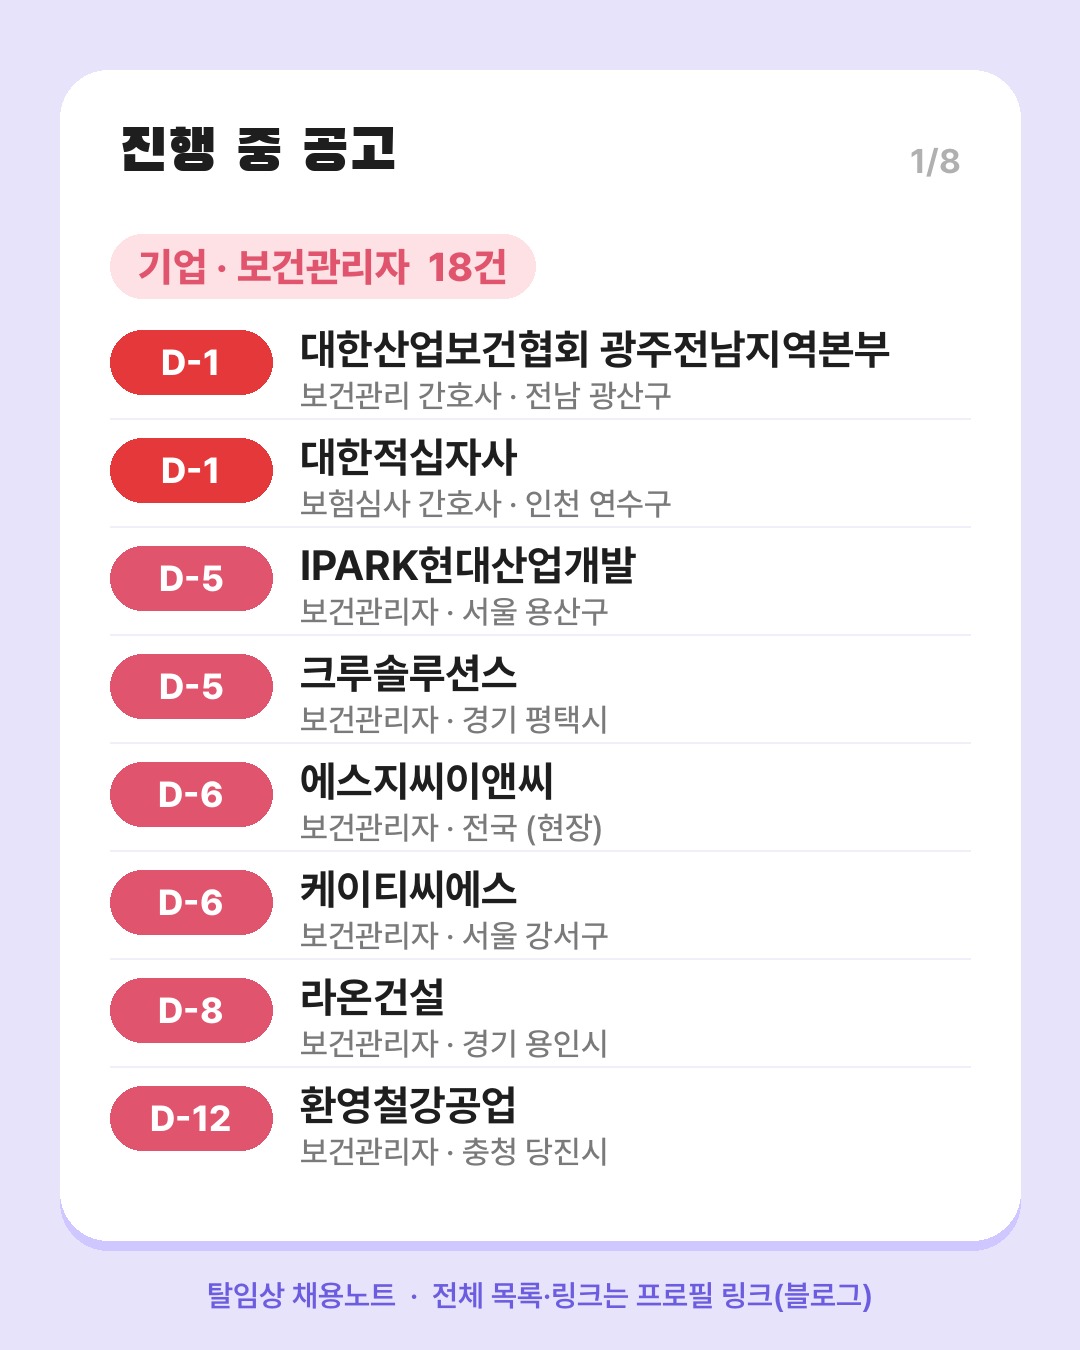 진행 중 공고
1/8
기업 · 보건관리자 18건
D-1
대한산업보건협회 광주전남지역본부
보건관리 간호사 · 전남 광산구
D-1
대한적십자사
보험심사 간호사 · 인천 연수구
D-5
IPARK현대산업개발
보건관리자 · 서울 용산구
D-5
크루솔루션스
보건관리자 · 경기 평택시
D-6
에스지씨이앤씨
보건관리자 · 전국 (현장)
D-6
케이티씨에스
보건관리자 · 서울 강서구
D-8
라온건설
보건관리자 · 경기 용인시
D-12
환영철강공업
보건관리자 · 충청 당진시
탈임상 채용노트 · 전체 목록·링크는 프로필 링크(블로그)